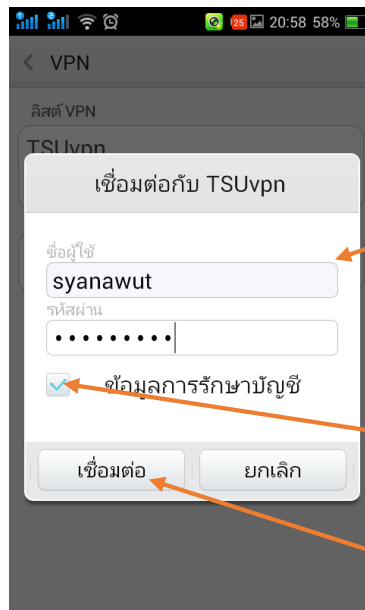 25 20:58 58%
VPN
ลิสต์ VPN
TSUvpn
เชื่อมต่อกับ TSUvpn
ชื่อผู้ใช้
syanawut
รหัสผ่าน
•••••••••
ข้อมูลการรักษาบัญชี
เชื่อมต่อ ยกเลิก